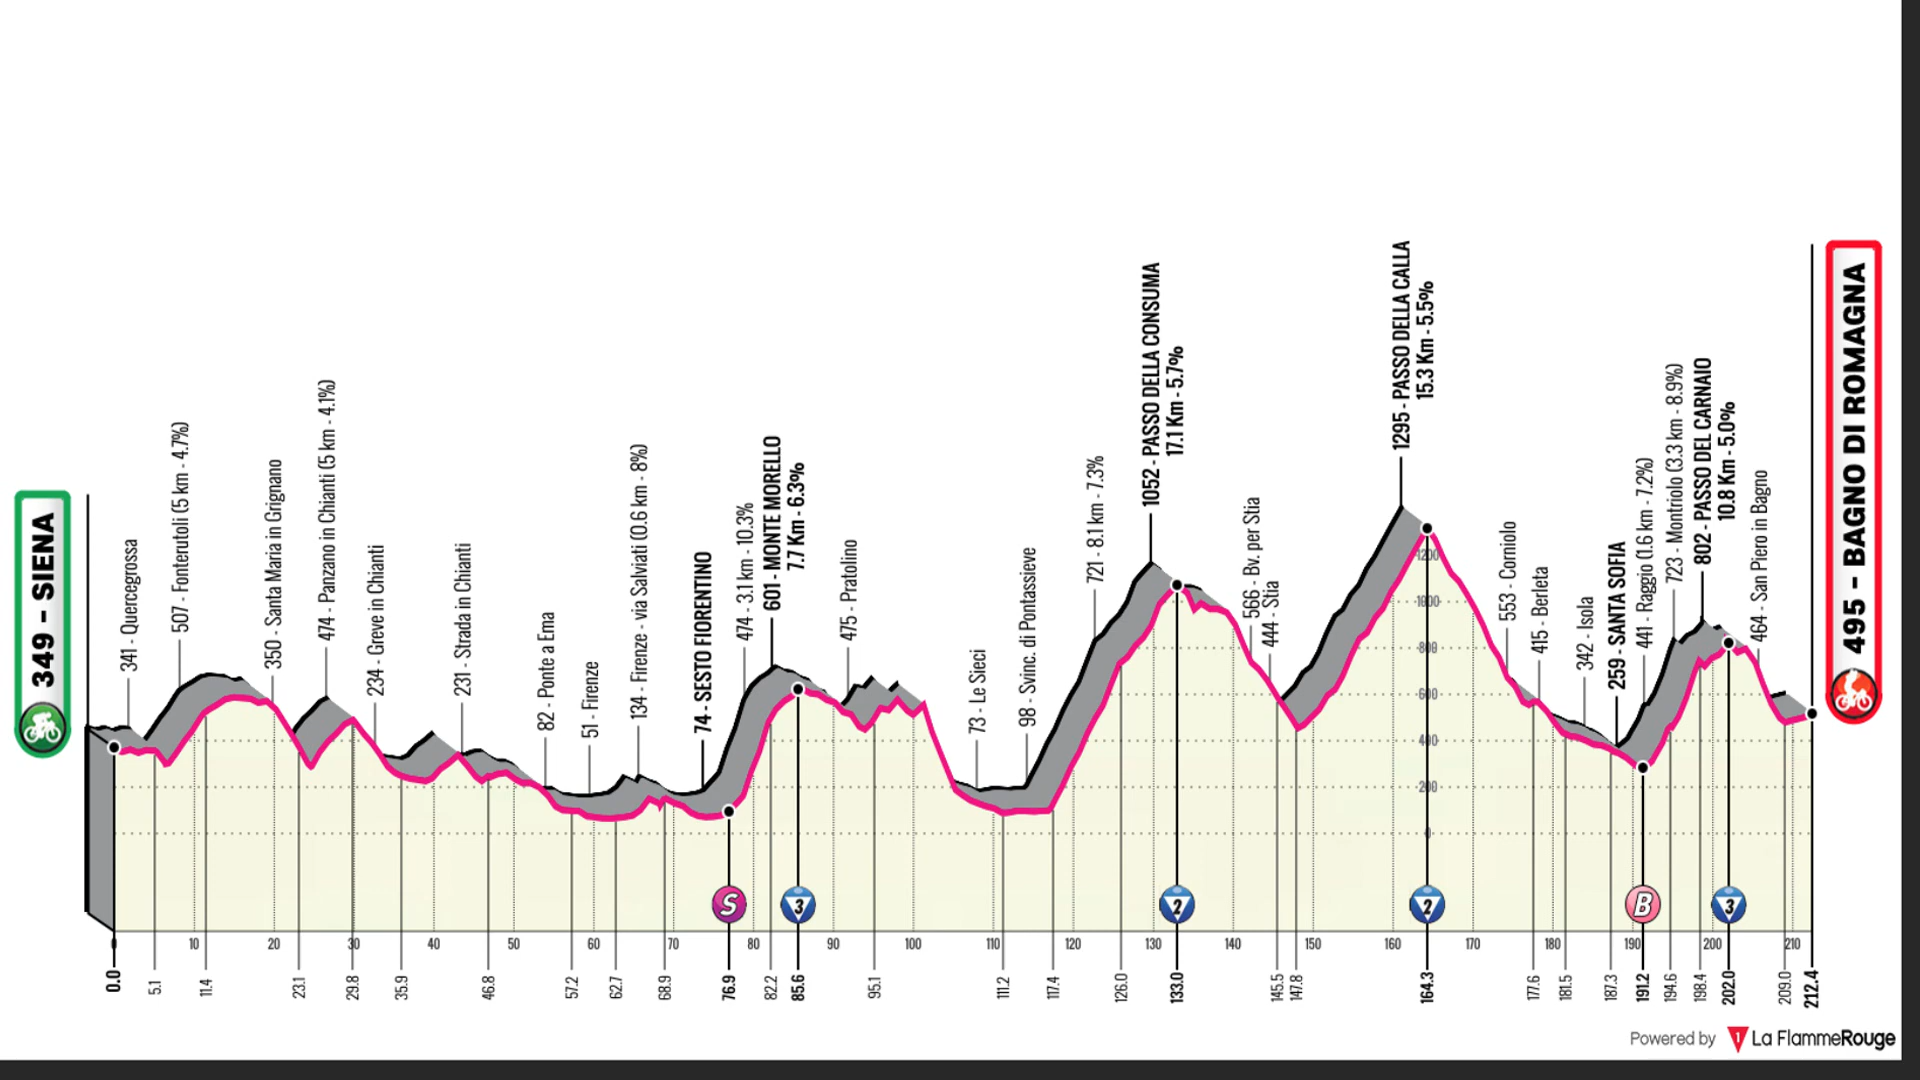 349 - SIENA
341 - Quercegrossa
507 - Fonterutoli (5 km - 4.7%)
350 - Santa Maria in Grignano
474 - Panzano in Chianti (5 km - 4.1%)
234 - Greve in Chianti
231 - Strada in Chianti
82 - Ponte a Ema
51 - Firenze
134 - Firenze - via Salviati (0.6 km - 8%)
74 - SESTO FIORENTINO
474 - 3.1 km - 10.3%
601 - MONTE MORELLO
7.7 Km - 6.3%
475 - Pratolino
73 - Le Sieci
98 - Svinc. di Pontassieve
721 - 8.1 km - 7.3%
1052 - PASSO DELLA CONSUMA
17.1 Km - 5.7%
566 - Bv. per Stia
444 - Stia
1295 - PASSO DELLA CALLA
15.3 Km - 5.5%
553 - Corniolo
415 - Berleta
342 - Isola
259 - SANTA SOFIA
441 - Raggio (1.6 km - 7.2%)
723 - Montriolo (3.3 km - 8.9%)
802 - PASSO DEL CARNAIO
10.8 Km - 5.0%
464 - San Piero in Bagno
495 - BAGNO DI ROMAGNA
1200
1000
800
600
400
200
0
S
3
2
2
B
3
0 10 20 30 40 50 60 70 80 90 100 110 120 130 140 150 160 170 180 190 200 210
0.0 5.1 11.4 23.1 29.8 35.9 46.8 57.2 62.7 68.9 76.9 82.2 85.6 95.1 111.2 117.4 126.0 133.0 145.5 147.8 164.3 177.6 181.5 187.3 191.2 194.6 198.4 202.0 209.0 212.4
Powered by 1 La FlammeRouge